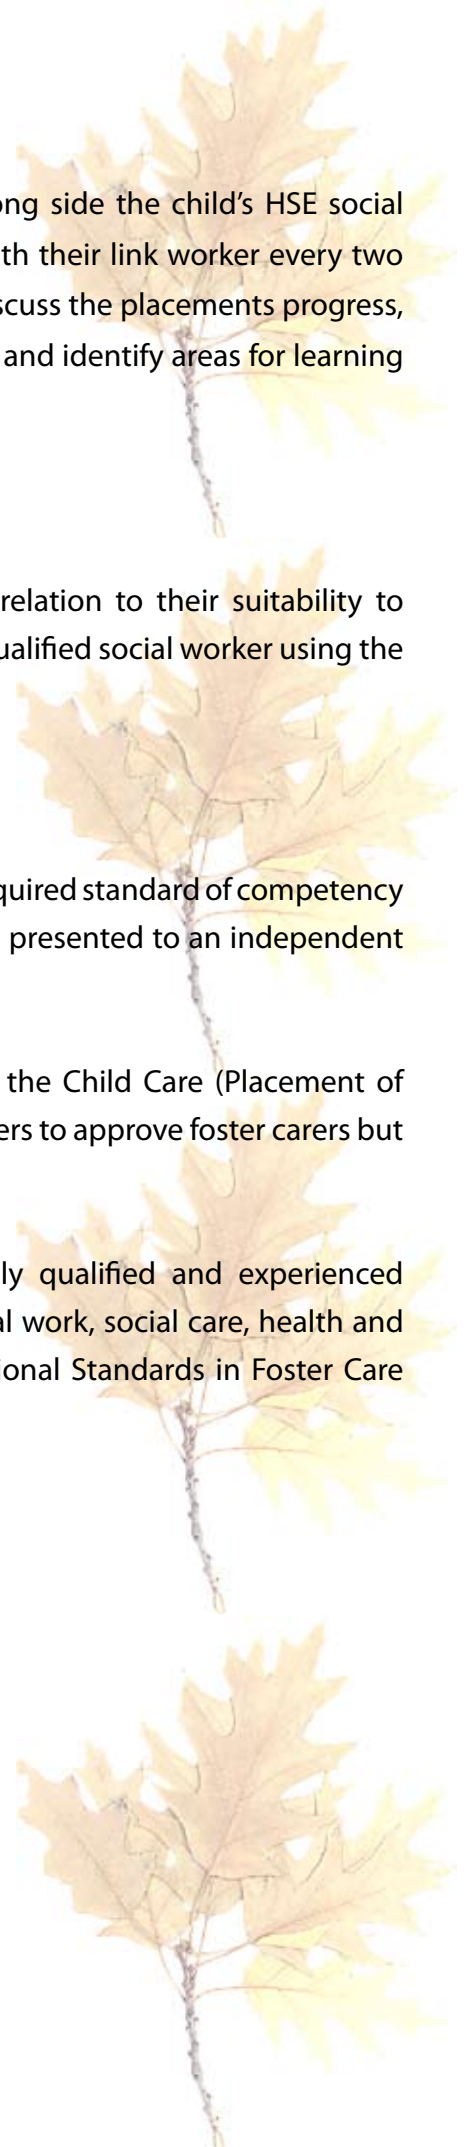 ong side the child's HSE social
th their link worker every two
scuss the placements progress,
and identify areas for learning
relation to their suitability to
ualified social worker using the
quired standard of competency
presented to an independent
the Child Care (Placement of
ers to approve foster carers but
ly qualified and experienced
al work, social care, health and
ional Standards in Foster Care